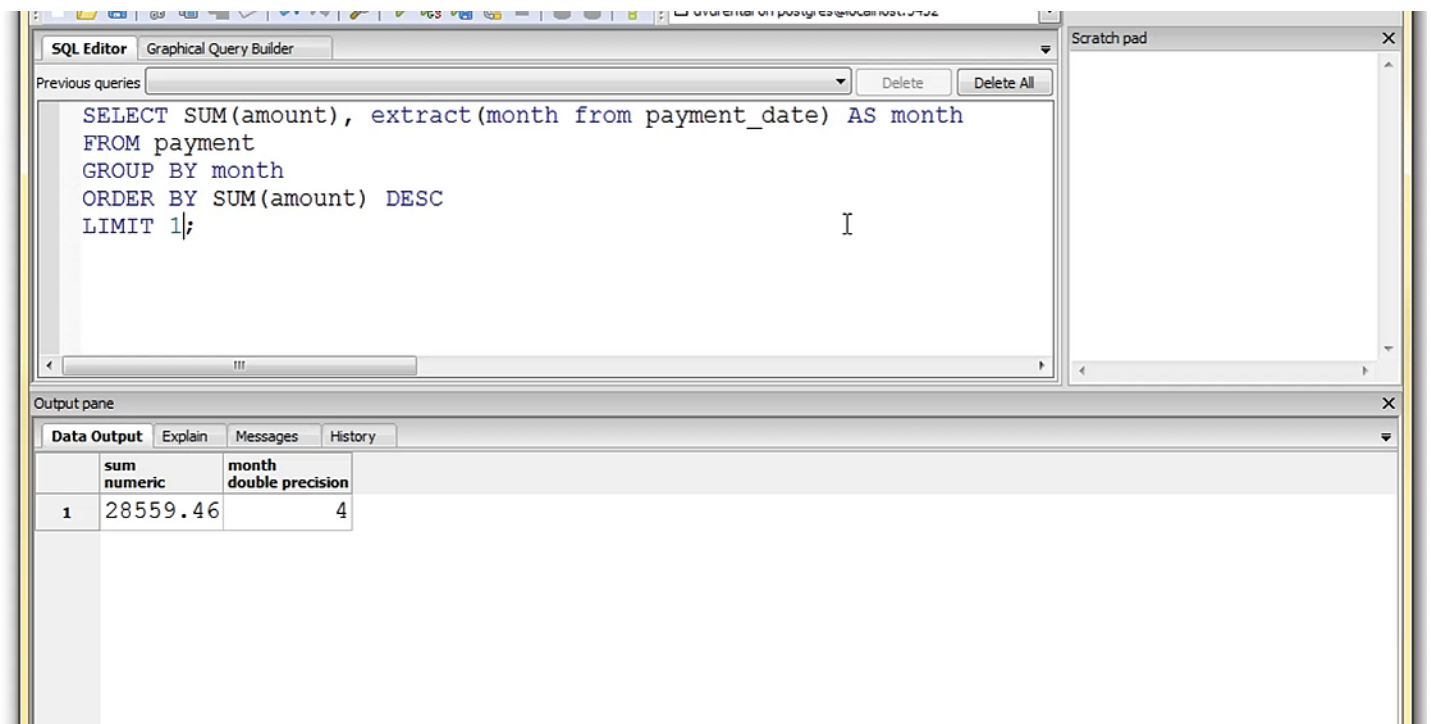 SQL Editor Graphical Query Builder
Scratch pad
Previous queries
Delete Delete All
SELECT SUM(amount), extract(month from payment_date) AS month
FROM payment
GROUP BY month
ORDER BY SUM(amount) DESC
LIMIT 1;
Output pane
Data Output Explain Messages History
sum month
numeric double precision
1 28559.46 4